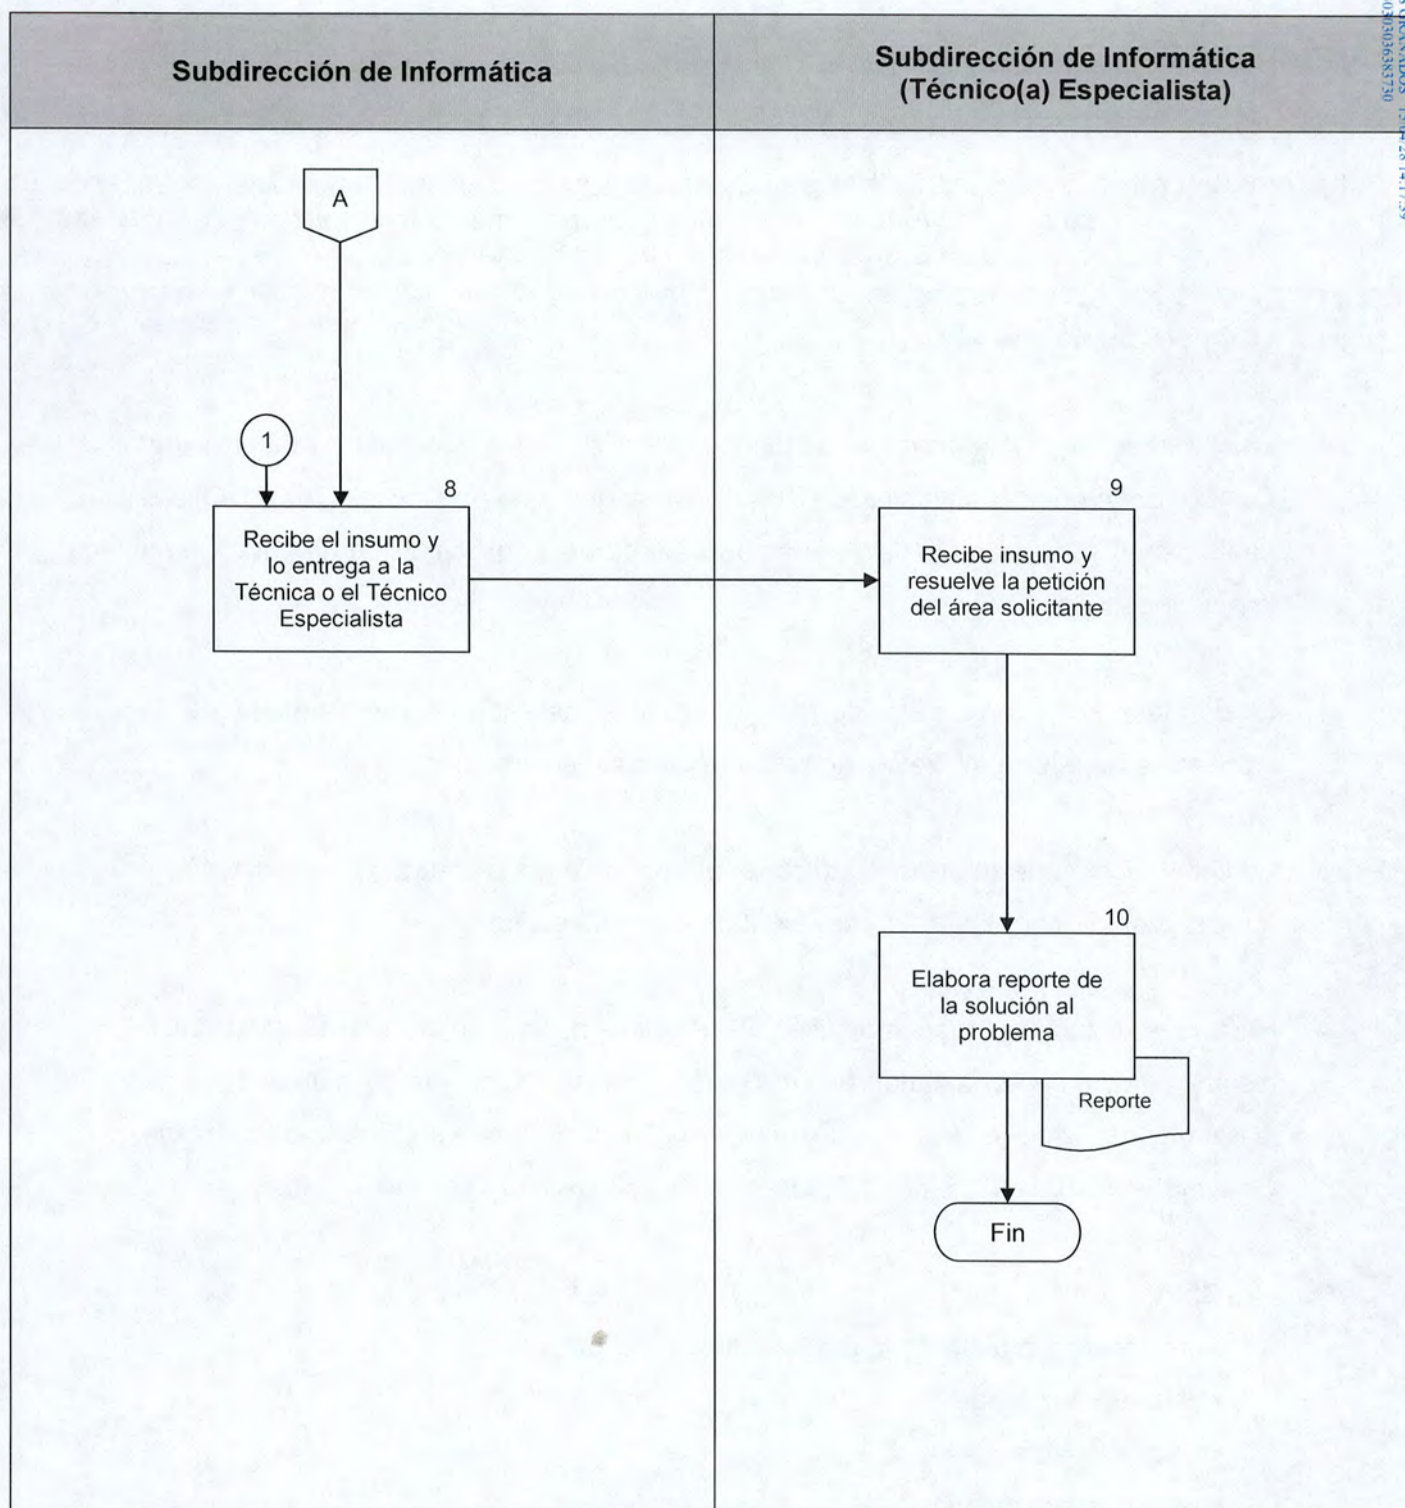 Subdirección de Informática
Subdirección de Informática
(Técnico(a) Especialista)
A
1
8
Recibe el insumo y
lo entrega a la
Técnica o el Técnico
Especialista
9
Recibe insumo y
resuelve la petición
del área solicitante
10
Elabora reporte de
la solución al
problema
Reporte
Fin